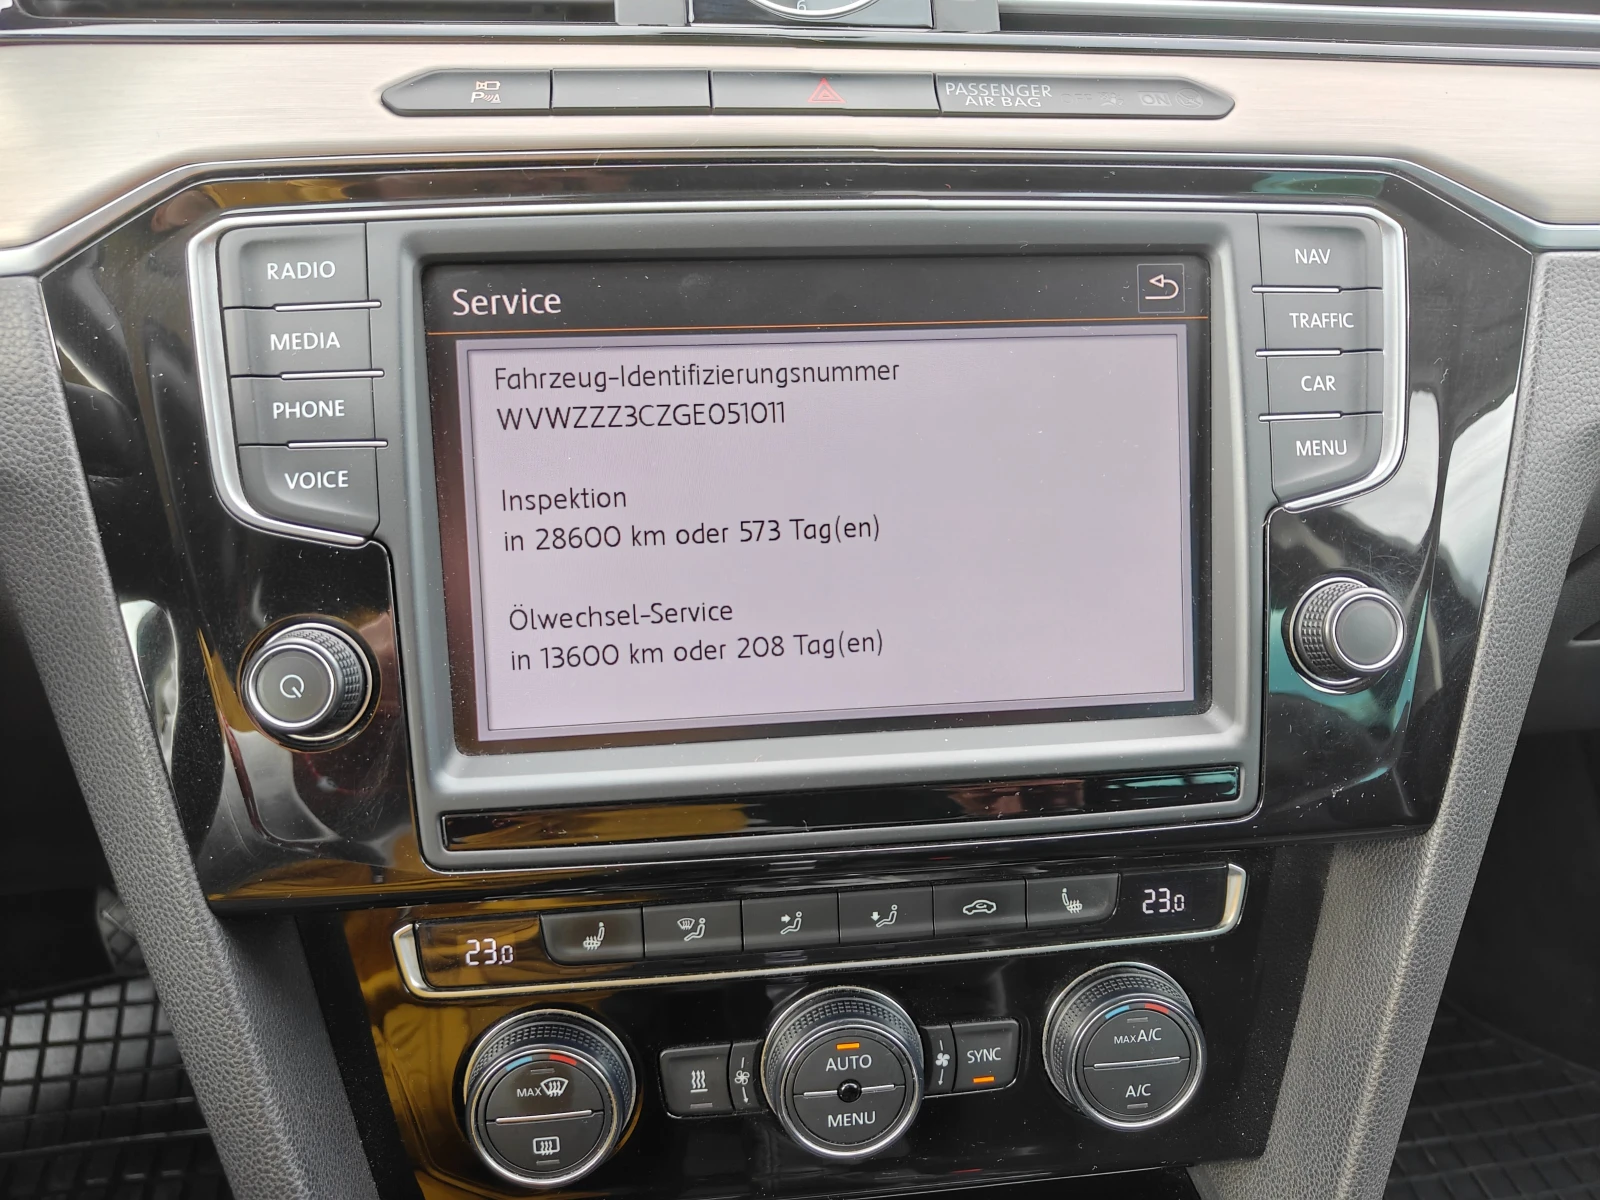 6
PASSENGER
AIR BAG
OFF
ON
P
RADIO
MEDIA
PHONE
VOICE
Service
Fahrzeug-Identifizierungsnummer
WVWZZZ3CZGE051011
Inspektion
in 28600 km oder 573 Tag(en)
Ölwechsel-Service
in 13600 km oder 208 Tag(en)
NAV
TRAFFIC
CAR
MENU
23.0
23.0
MAX
AUTO
MENU
SYNC
MAX A/C
A/C